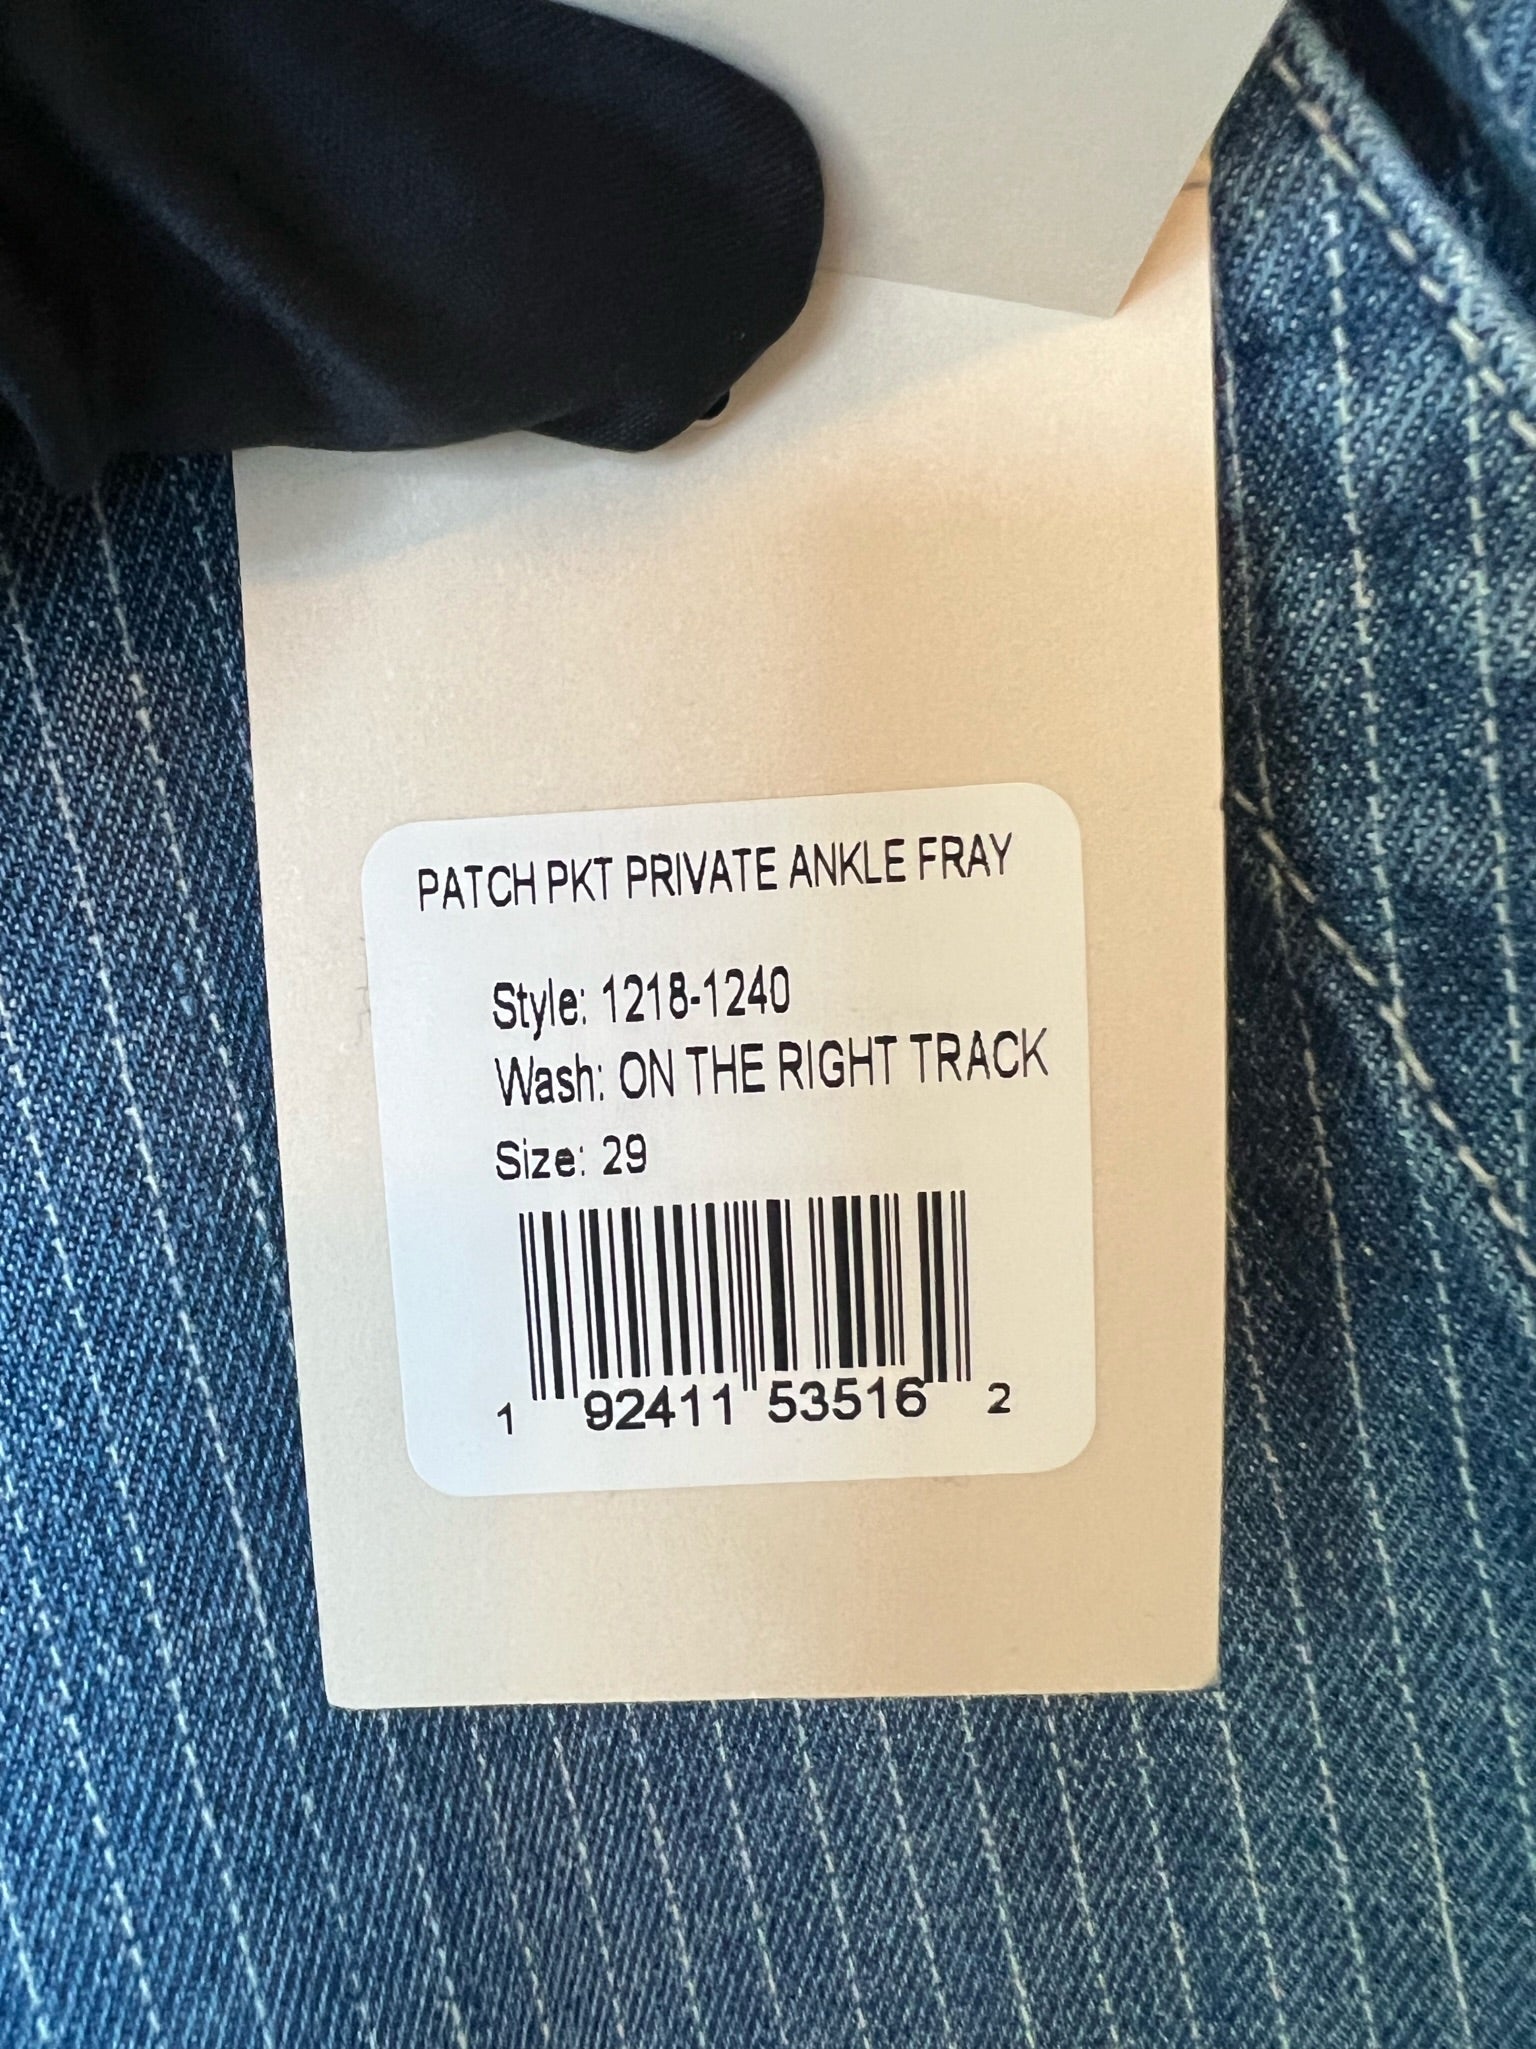 PATCH PKT PRIVATE ANKLE FRAY
Style: 1218-1240
Wash: ON THE RIGHT TRACK
Size: 29
1 92411 53516 2